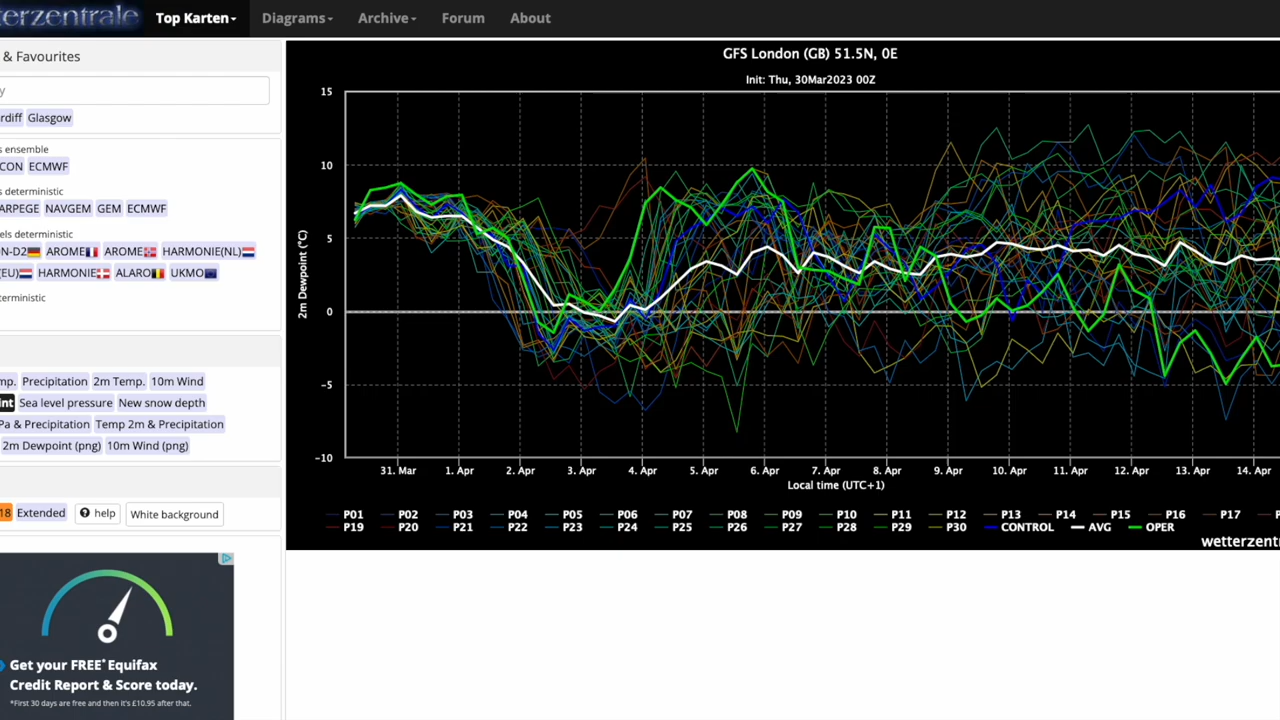 terzentrale Top Karten Diagrams Archive Forum About
& Favourites
y
rdiff Glasgow
s ensemble
CON ECMWF
s deterministic
ARPEGE NAVGEM GEM ECMWF
els deterministic
N-D2 AROME AROME HARMONIE(NL)
(EU) HARMONIE ALARO UKMO
terministic
mp. Precipitation 2m Temp. 10m Wind
int Sea level pressure New snow depth
Pa & Precipitation Temp 2m & Precipitation
2m Dewpoint (png) 10m Wind (png)
18 Extended help White background
Get your FREE* Equifax
Credit Report & Score today.
*First 30 days are free and then it's £10.95 after that.
GFS London (GB) 51.5N, 0E
Init: Thu, 30Mar2023 00Z
2m Dewpoint (°C)
15
10
5
0
−5
−10
31. Mar 1. Apr 2. Apr 3. Apr 4. Apr 5. Apr 6. Apr 7. Apr 8. Apr 9. Apr 10. Apr 11. Apr 12. Apr 13. Apr 14. Apr
Local time (UTC+1)
P01 P02 P03 P04 P05 P06 P07 P08 P09 P10 P11 P12 P13 P14 P15 P16 P17 P
P19 P20 P21 P22 P23 P24 P25 P26 P27 P28 P29 P30 CONTROL AVG OPER
wetterzent